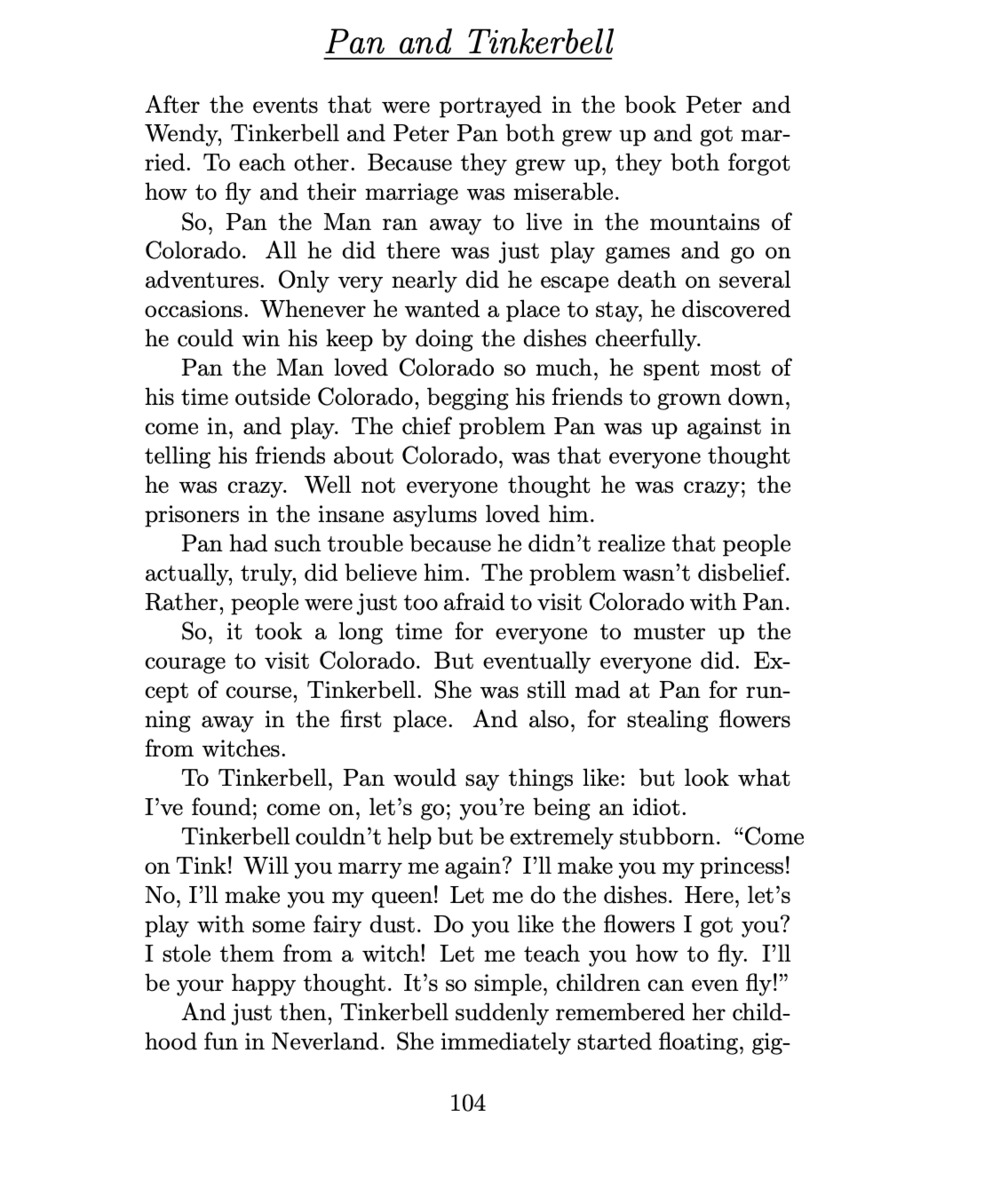 Pan and Tinkerbell
After the events that were portrayed in the book Peter and
Wendy, Tinkerbell and Peter Pan both grew up and got mar-
ried. To each other. Because they grew up, they both forgot
how to fly and their marriage was miserable.
So, Pan the Man ran away to live in the mountains of
Colorado. All he did there was just play games and go on
adventures. Only very nearly did he escape death on several
occasions. Whenever he wanted a place to stay, he discovered
he could win his keep by doing the dishes cheerfully.
Pan the Man loved Colorado so much, he spent most of
his time outside Colorado, begging his friends to grown down,
come in, and play. The chief problem Pan was up against in
telling his friends about Colorado, was that everyone thought
he was crazy. Well not everyone thought he was crazy; the
prisoners in the insane asylums loved him.
Pan had such trouble because he didn’t realize that people
actually, truly, did believe him. The problem wasn’t disbelief.
Rather, people were just too afraid to visit Colorado with Pan.
So, it took a long time for everyone to muster up the
courage to visit Colorado. But eventually everyone did. Ex-
cept of course, Tinkerbell. She was still mad at Pan for run-
ning away in the first place. And also, for stealing flowers
from witches.
To Tinkerbell, Pan would say things like: but look what
I’ve found; come on, let’s go; you’re being an idiot.
Tinkerbell couldn’t help but be extremely stubborn. “Come
on Tink! Will you marry me again? I’ll make you my princess!
No, I’ll make you my queen! Let me do the dishes. Here, let’s
play with some fairy dust. Do you like the flowers I got you?
I stole them from a witch! Let me teach you how to fly. I’ll
be your happy thought. It’s so simple, children can even fly!”
And just then, Tinkerbell suddenly remembered her child-
hood fun in Neverland. She immediately started floating, gig-
104